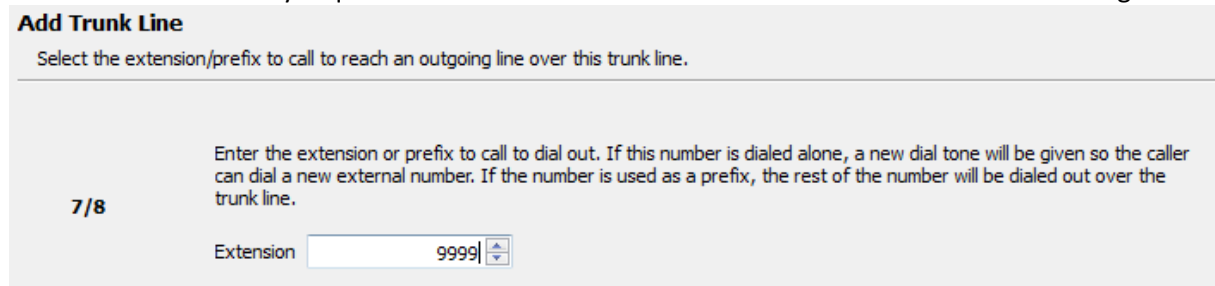 Add Trunk Line
Select the extension/prefix to call to reach an outgoing line over this trunk line.
Enter the extension or prefix to call to dial out. If this number is dialed alone, a new dial tone will be given so the caller
can dial a new external number. If the number is used as a prefix, the rest of the number will be dialed out over the
trunk line.
7/8
Extension 9999